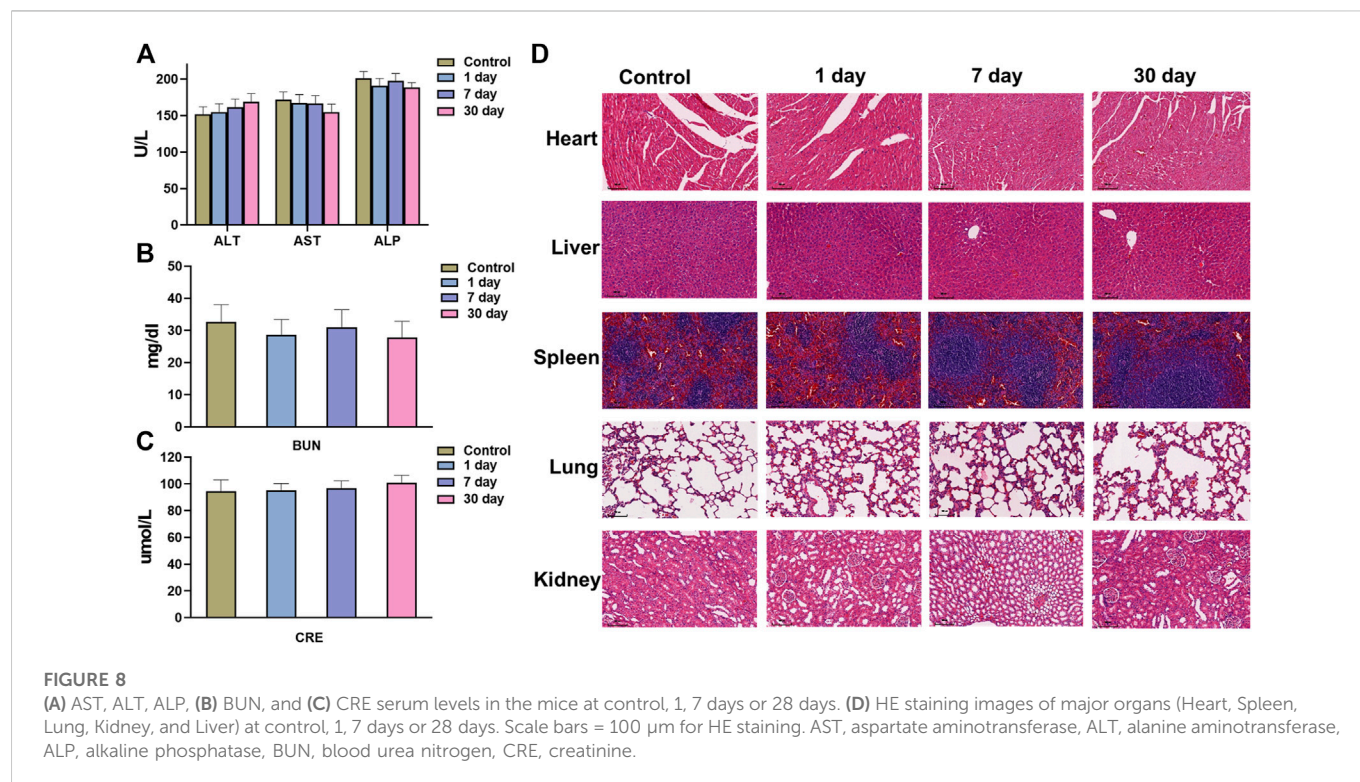 A
U/L
200
150
100
50
0
ALT AST ALP
Control
1 day
7 day
30 day
B
mg/dl
50
40
30
20
10
0
BUN
Control
1 day
7 day
30 day
C
umol/L
120
100
80
60
40
20
0
CRE
Control
1 day
7 day
30 day
D
Control 1 day 7 day 30 day
Heart
Liver
Spleen
Lung
Kidney
FIGURE 8
(A) AST, ALT, ALP, (B) BUN, and (C) CRE serum levels in the mice at control, 1, 7 days or 28 days. (D) HE staining images of major organs (Heart, Spleen,
Lung, Kidney, and Liver) at control, 1, 7 days or 28 days. Scale bars = 100 µm for HE staining. AST, aspartate aminotransferase, ALT, alanine aminotransferase,
ALP, alkaline phosphatase, BUN, blood urea nitrogen, CRE, creatinine.